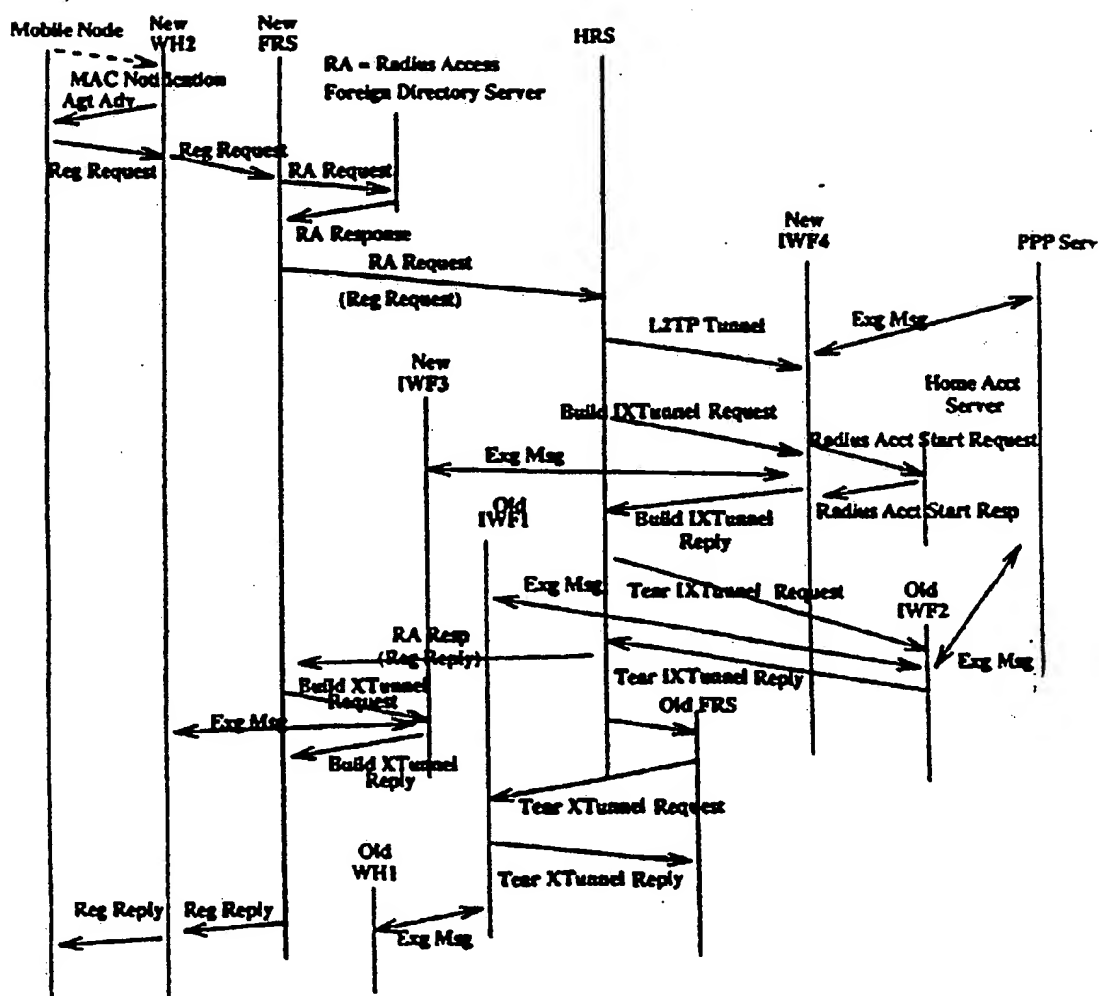 Mobile Node
New
WH2
New
FRS
HRS
RA = Radius Access
Foreign Directory Server
MAC Notification
Agt Adv
Reg Request
Reg Request
RA Request
RA Response
RA Request
(Reg Request)
New
IWF4
PPP Serv
L2TP Tunnel
Exg Msg
New
IWF3
Home Acct
Server
Build IXTunnel Request
Radius Acct Start Request
Exg Msg
Old
IWF1
Build IXTunnel
Reply
Radius Acct Start Resp
Exg Msg
Tear IXTunnel Request
Old
IWF2
RA Resp
(Reg Reply)
Tear IXTunnel Reply
Exg Msg
Build XTunnel
Request
Old FRS
Exg Msg
Build XTunnel
Reply
Tear XTunnel Request
Old
WH1
Tear XTunnel Reply
Reg Reply
Reg Reply
Exg Msg